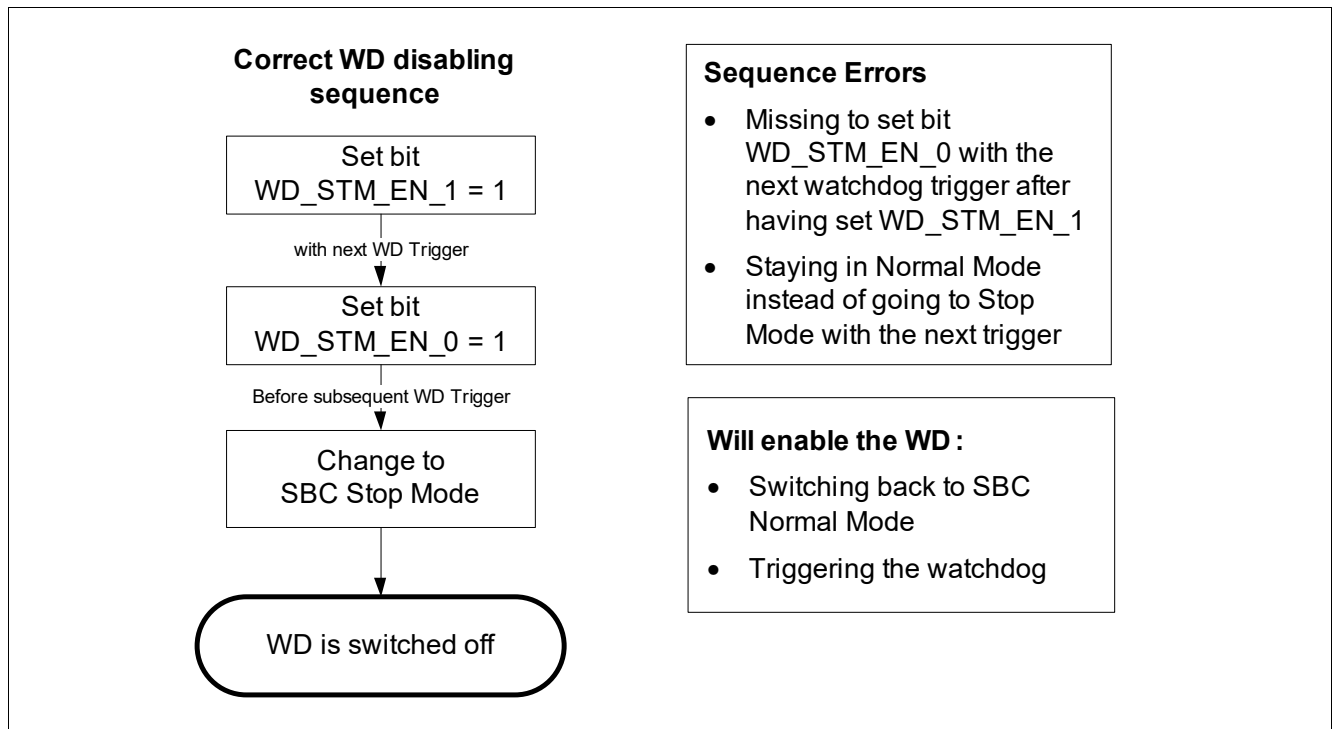 Correct WD disabling
sequence
Set bit
WD_STM_EN_1 = 1
with next WD Trigger
Set bit
WD_STM_EN_0 = 1
Before subsequent WD Trigger
Change to
SBC Stop Mode
WD is switched off
Sequence Errors
• Missing to set bit
WD_STM_EN_0 with the
next watchdog trigger after
having set WD_STM_EN_1
• Staying in Normal Mode
instead of going to Stop
Mode with the next trigger
Will enable the WD :
• Switching back to SBC
Normal Mode
• Triggering the watchdog